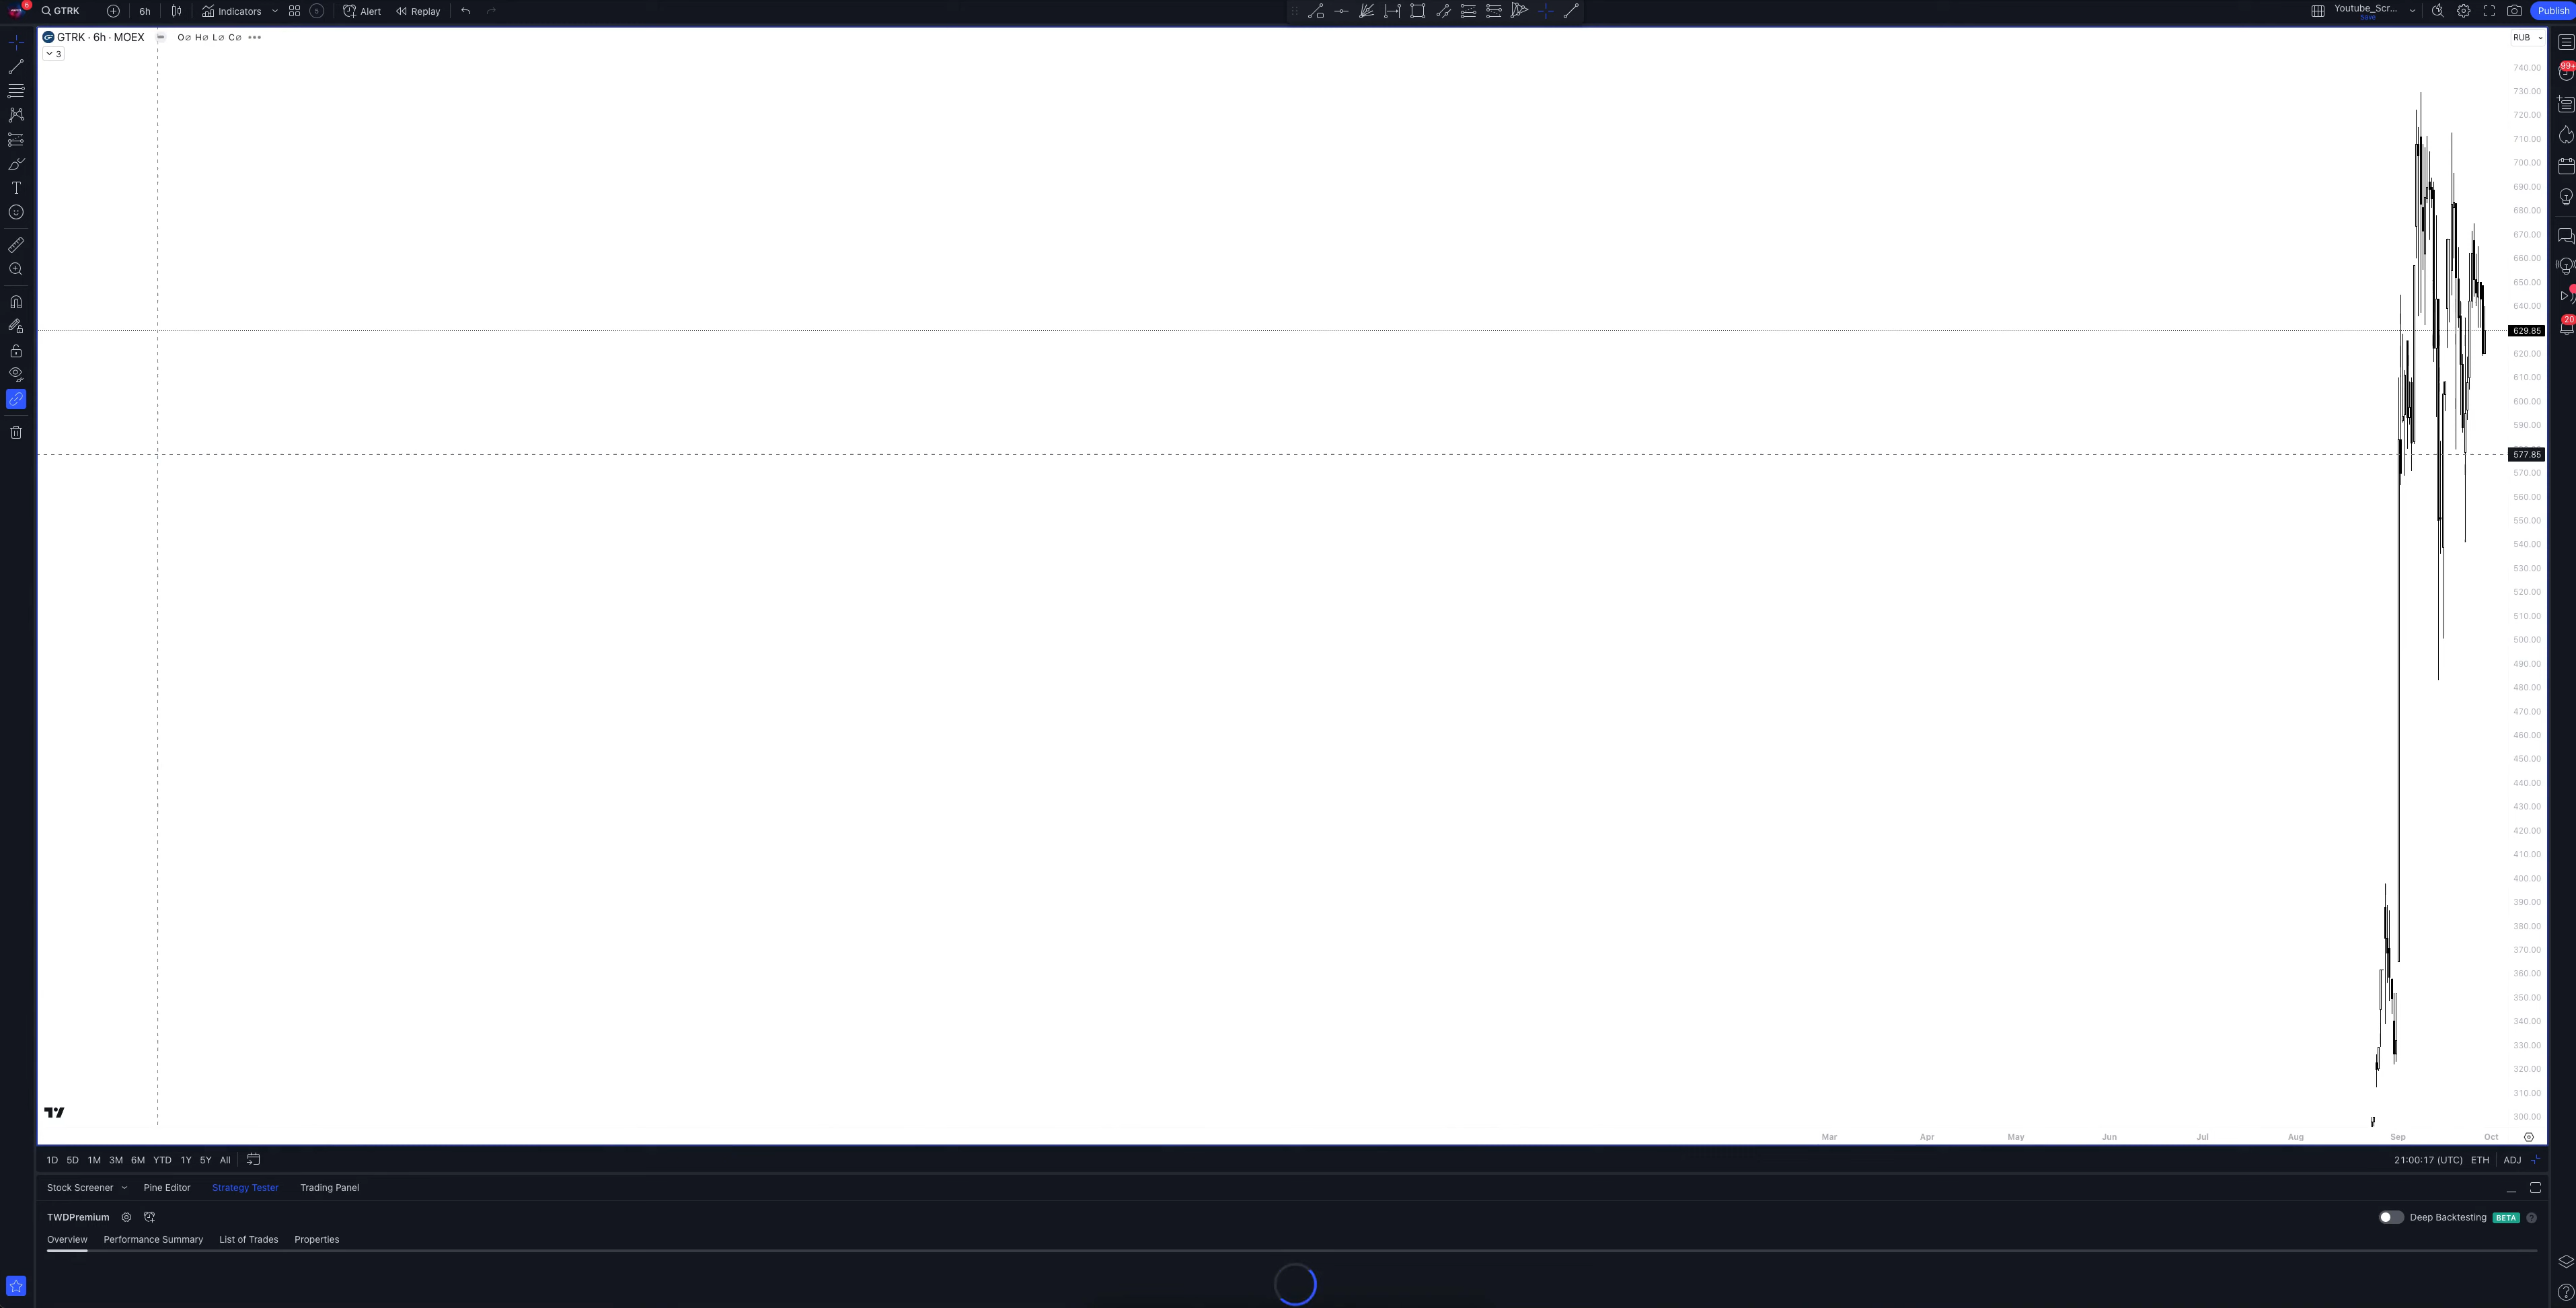 6
GTRK
6h
Indicators
5
Alert
Replay
Youtube_Scr...
Save
Publish
GTRK · 6h · MOEX
O∅ H∅ L∅ C∅
3
RUB
740.00
730.00
720.00
710.00
700.00
690.00
680.00
670.00
660.00
650.00
640.00
629.85
620.00
610.00
600.00
590.00
577.85
570.00
560.00
550.00
540.00
530.00
520.00
510.00
500.00
490.00
480.00
470.00
460.00
450.00
440.00
430.00
420.00
410.00
400.00
390.00
380.00
370.00
360.00
350.00
340.00
330.00
320.00
310.00
300.00
99+
20
Mar Apr May Jun Jul Aug Sep Oct
1D 5D 1M 3M 6M YTD 1Y 5Y All
21:00:17 (UTC) ETH ADJ
Stock Screener Pine Editor Strategy Tester Trading Panel
TWDPremium
Deep Backtesting BETA ?
Overview Performance Summary List of Trades Properties